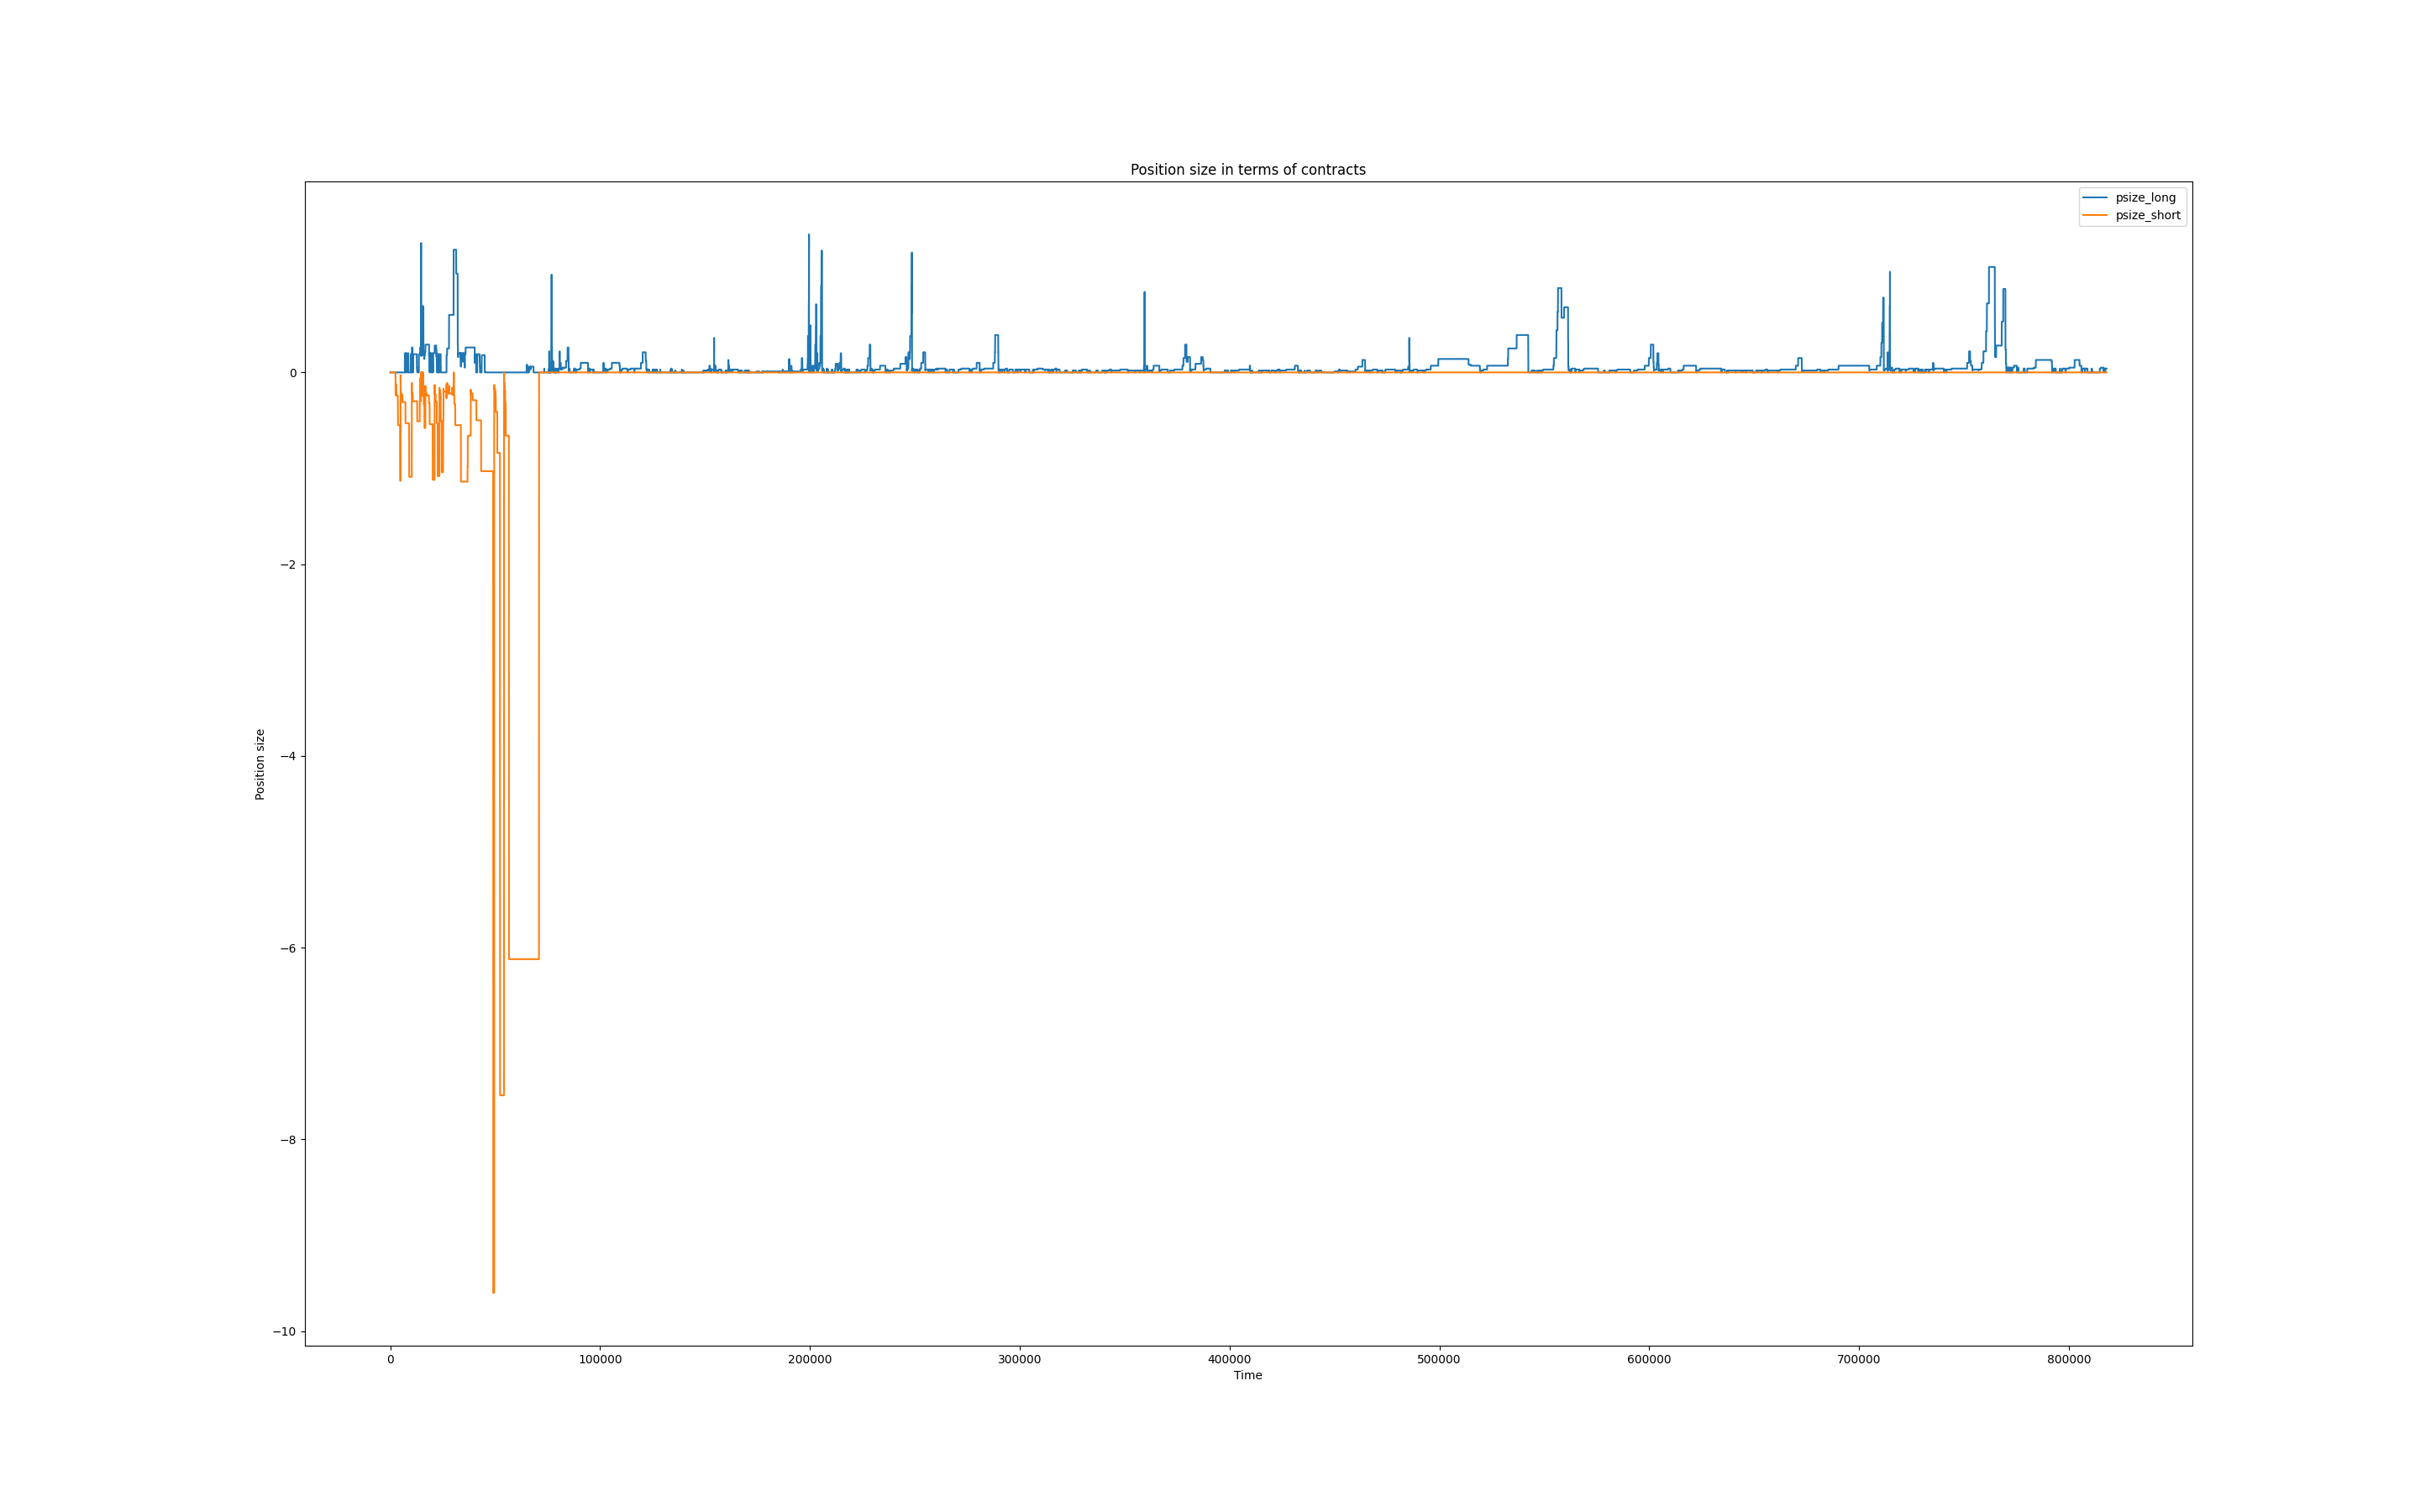 Position size in terms of contracts
psize_long
psize_short
Position size
0
−2
−4
−6
−8
−10
0 100000 200000 300000 400000 500000 600000 700000 800000
Time